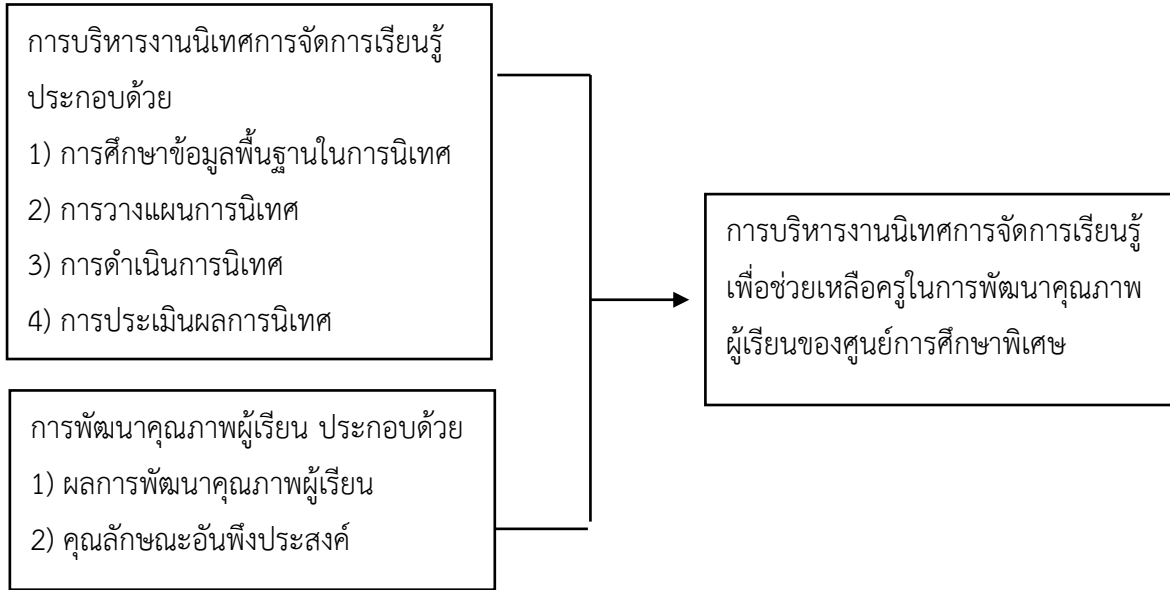 การบริหารงานนิเทศการจัดการเรียนรู้
ประกอบด้วย
1) การศึกษาข้อมูลพื้นฐานในการนิเทศ
2) การวางแผนการนิเทศ
3) การดำเนินการนิเทศ
4) การประเมินผลการนิเทศ
การพัฒนาคุณภาพผู้เรียน ประกอบด้วย
1) ผลการพัฒนาคุณภาพผู้เรียน
2) คุณลักษณะอันพึงประสงค์
การบริหารงานนิเทศการจัดการเรียนรู้
เพื่อช่วยเหลือครูในการพัฒนาคุณภาพ
ผู้เรียนของศูนย์การศึกษาพิเศษ